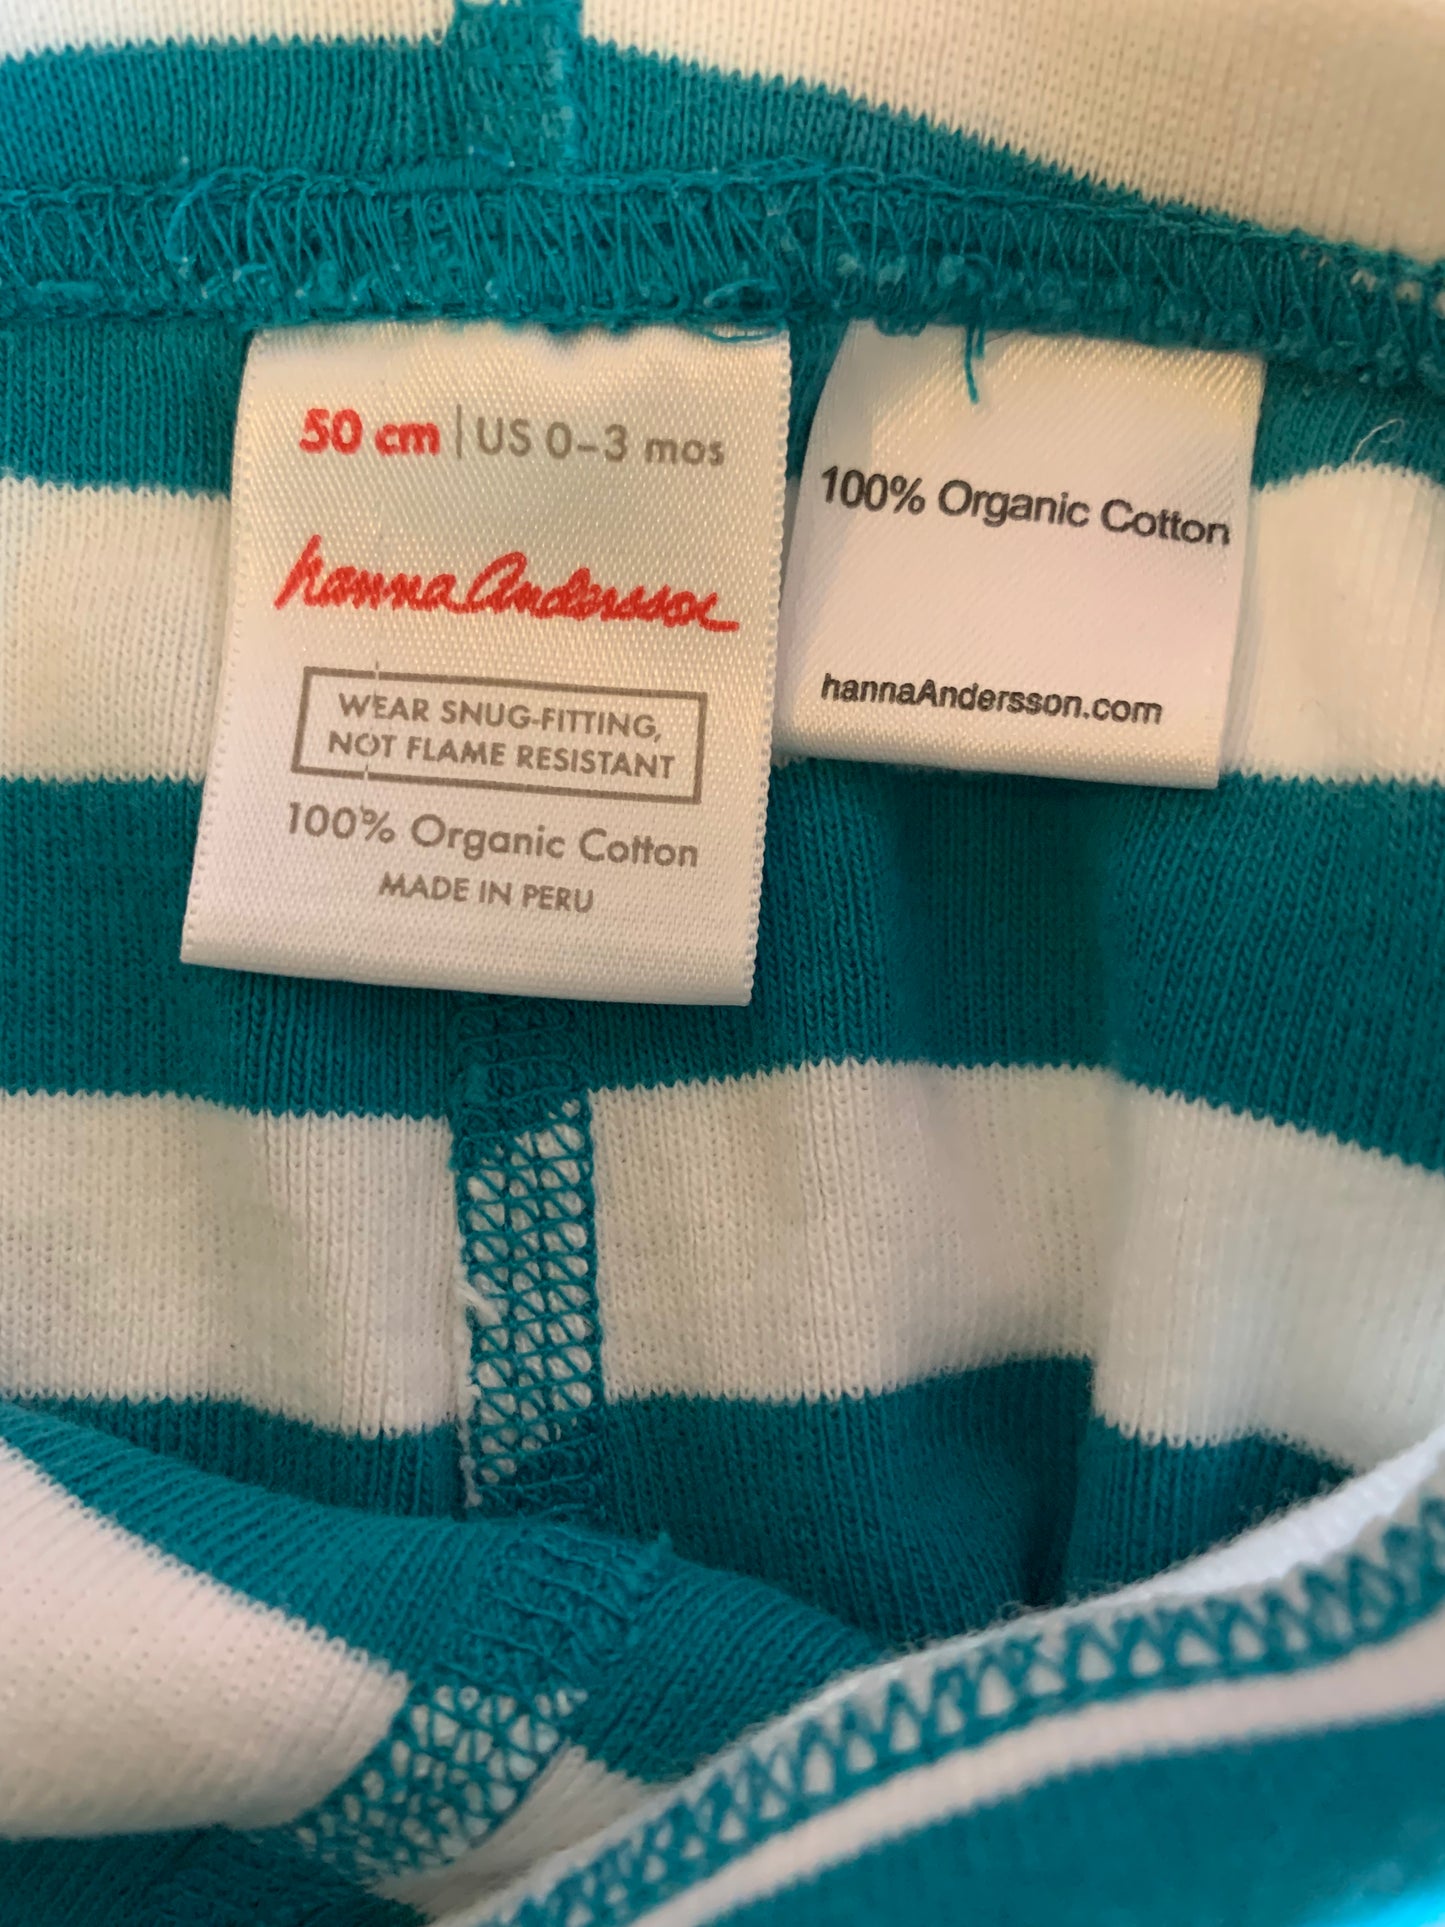 50 cm | US 0-3 mos
hanna Andersson
WEAR SNUG-FITTING,
NOT FLAME RESISTANT
100% Organic Cotton
MADE IN PERU
100% Organic Cotton
hannaAndersson.com